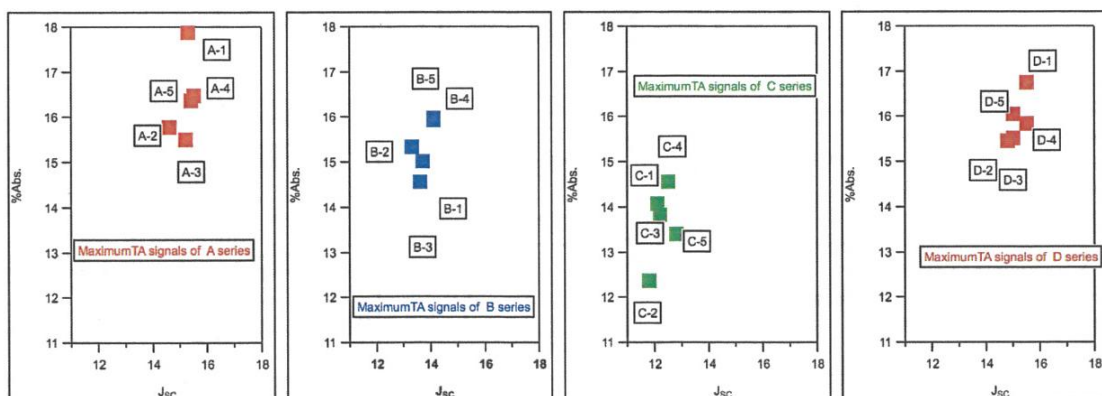 18
17
16
15
14
13
12
11
%Abs.
A-1
A-5
A-4
A-2
A-3
MaximumTA signals of A series
12 14 16 18
JSC
18
17
16
15
14
13
12
11
%Abs.
B-5
B-4
B-2
B-1
B-3
MaximumTA signals of B series
12 14 16 18
JSC
18
17
16
15
14
13
12
11
%Abs.
MaximumTA signals of C series
C-4
C-1
C-3
C-5
C-2
12 14 16 18
JSC
18
17
16
15
14
13
12
11
%Abs.
D-1
D-5
D-4
D-2
D-3
MaximumTA signals of D series
12 14 16 18
JSC